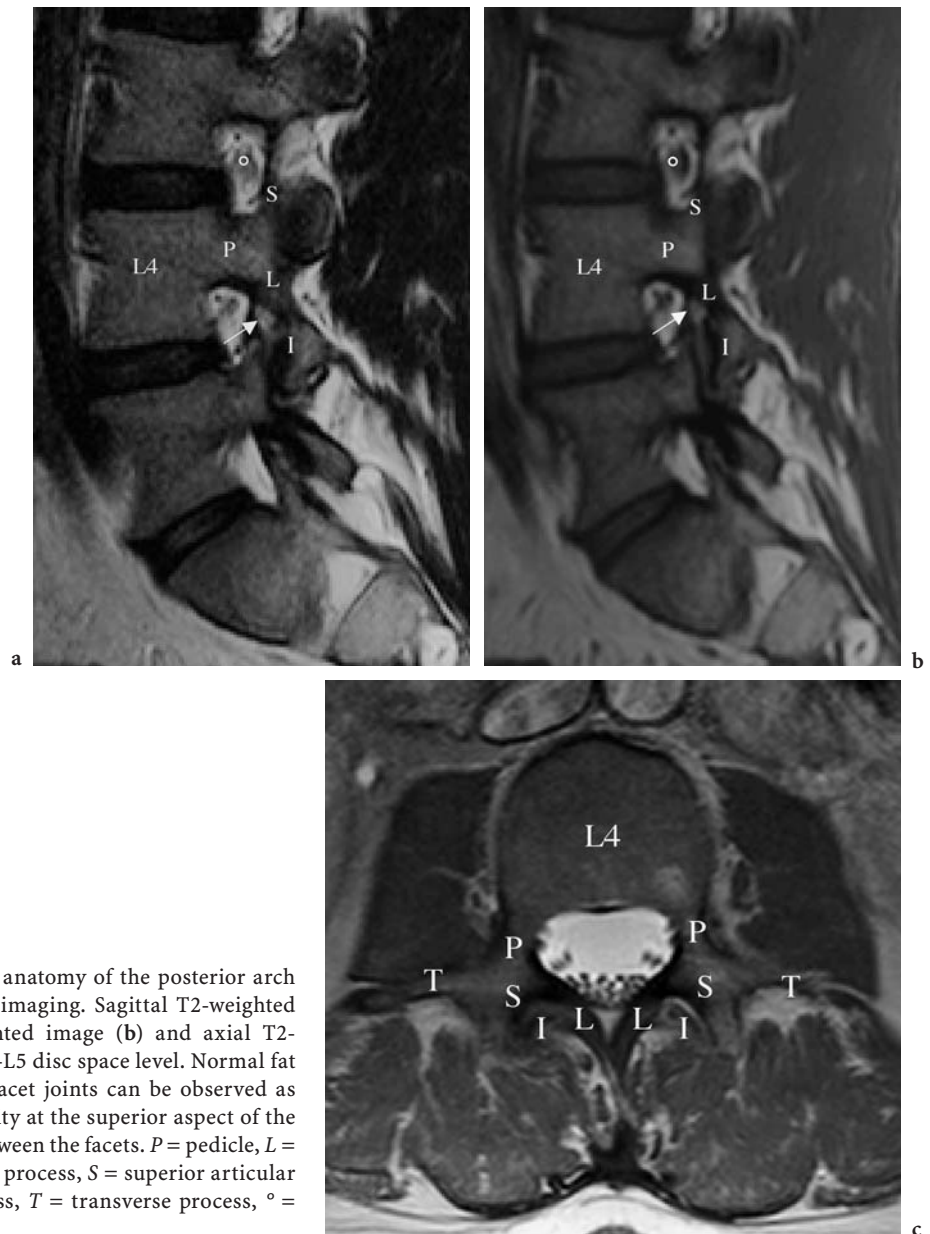 S
P
L4
L
I
S
P
L4
L
I
a
b
L4
P
P
T
S
S
T
I
L
L
I
anatomy of the posterior arch
imaging. Sagittal T2-weighted
nted image (b) and axial T2-
-L5 disc space level. Normal fat
acet joints can be observed as
ity at the superior aspect of the
ween the facets. P = pedicle, L =
process, S = superior articular
ss, T = transverse process, ° =
c